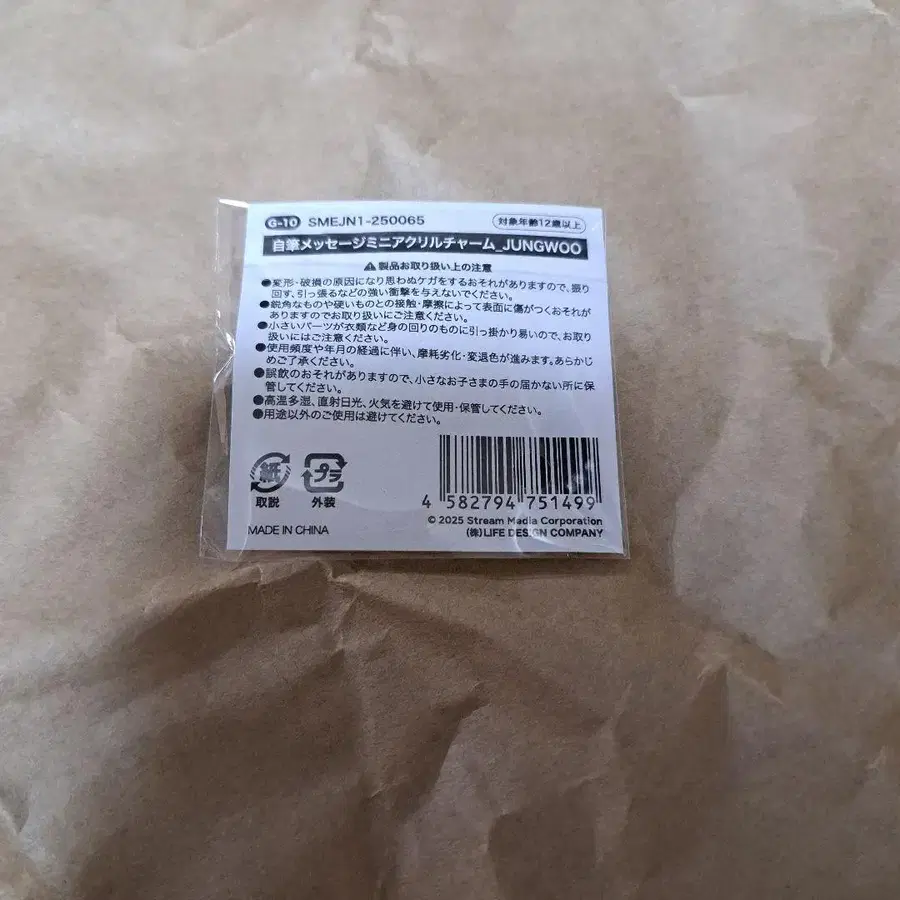 G-10 SMEJN1-250065 対象年齢12歳以上
自筆メッセージミニアクリルチャーム_JUNGWOO
⚠製品お取り扱い上の注意
●変形・破損の原因になり思わぬケガをするおそれがありますので、振り
回す、引っ張るなどの強い衝撃を与えないでください。
●鋭角なものや硬いものとの接触・摩擦によって表面に傷がつくおそれが
ありますのでお取り扱いにご注意ください。
●小さいパーツが衣類など身の回りのものに引っ掛かり易いので、お取り
扱いにはご注意ください。
●使用頻度や年月の経過に伴い、摩耗劣化・変退色が進みます。あらかじ
めご了承ください。
●誤飲のおそれがありますので、小さなお子さまの手の届かない所に保
管してください。
●高温多湿、直射日光、火気を避けて使用・保管してください。
●用途以外のご使用は避けてください。
紙 プラ
取説 外装
4 582794 751499
MADE IN CHINA
© 2025 Stream Media Corporation
(株)LIFE DESIGN COMPANY